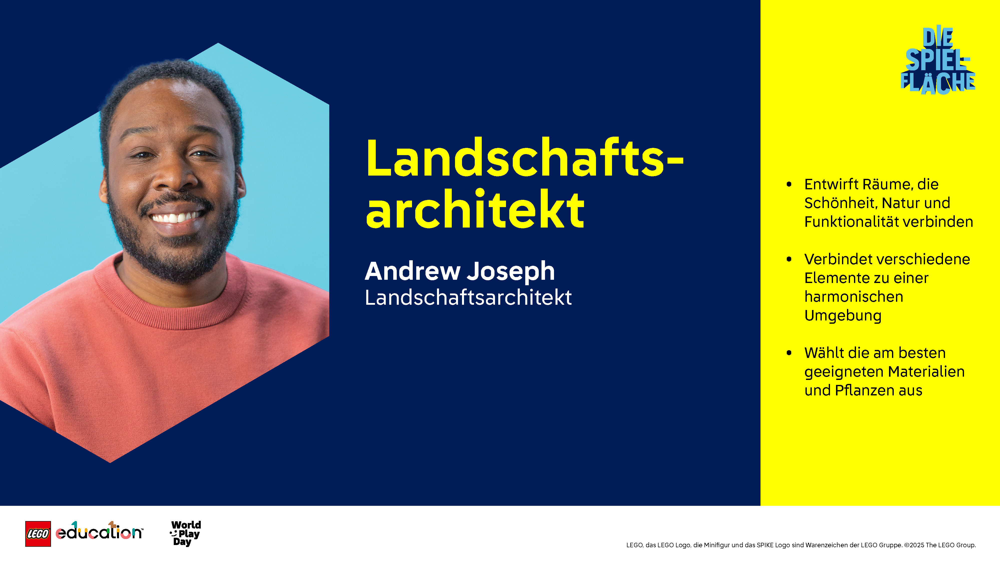 DIE
SPIEL-
FLÄCHE
Landschafts-
architekt
Andrew Joseph
Landschaftsarchitekt
• Entwirft Räume, die
Schönheit, Natur und
Funktionalität verbinden
• Verbindet verschiedene
Elemente zu einer
harmonischen
Umgebung
• Wählt die am besten
geeigneten Materialien
und Pflanzen aus
LEGO education™
World
Play
Day
LEGO, das LEGO Logo, die Minifigur und das SPIKE Logo sind Warenzeichen der LEGO Gruppe. ©2025 The LEGO Group.